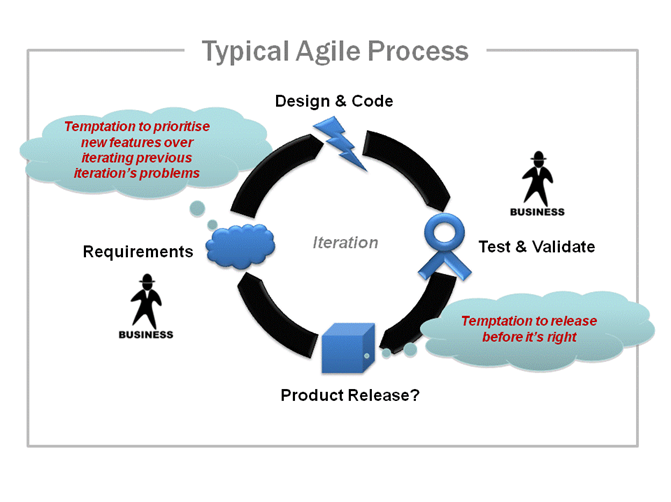 Typical Agile Process
Design & Code
Temptation to prioritise
new features over
iterating previous
iteration's problems
BUSINESS
Requirements
Iteration
Test & Validate
BUSINESS
Temptation to release
before it's right
Product Release?